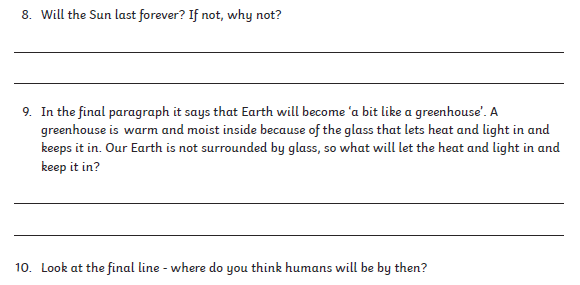 8. Will the Sun last forever? If not, why not?
9. In the final paragraph it says that Earth will become 'a bit like a greenhouse'. A
greenhouse is warm and moist inside because of the glass that lets heat and light in and
keeps it in. Our Earth is not surrounded by glass, so what will let the heat and light in and
keep it in?
10. Look at the final line - where do you think humans will be by then?